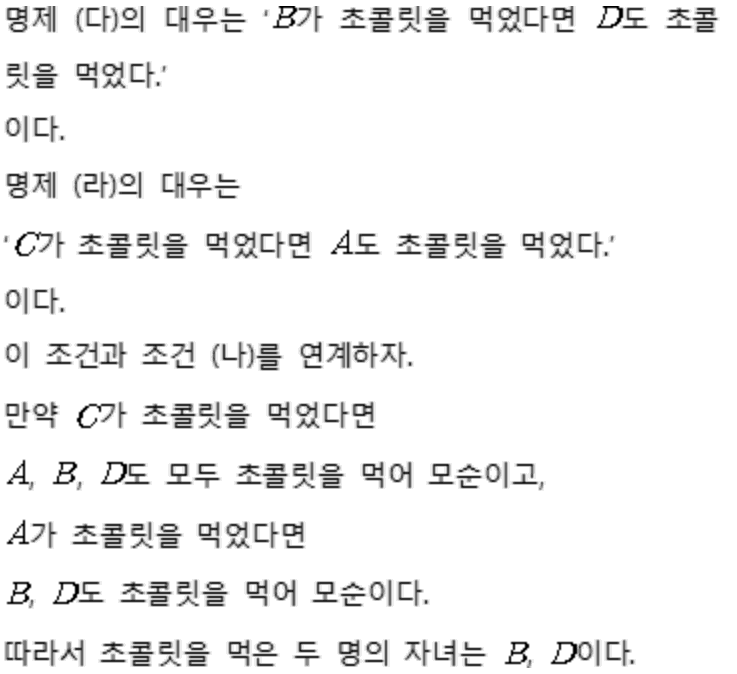 명제 (다)의 대우는 ‘B가 초콜릿을 먹었다면 D도 초콜
릿을 먹었다.’
이다.
명제 (라)의 대우는
‘C가 초콜릿을 먹었다면 A도 초콜릿을 먹었다.’
이다.
이 조건과 조건 (나)를 연계하자.
만약 C가 초콜릿을 먹었다면
A, B, D도 모두 초콜릿을 먹어 모순이고,
A가 초콜릿을 먹었다면
B, D도 초콜릿을 먹어 모순이다.
따라서 초콜릿을 먹은 두 명의 자녀는 B, D이다.